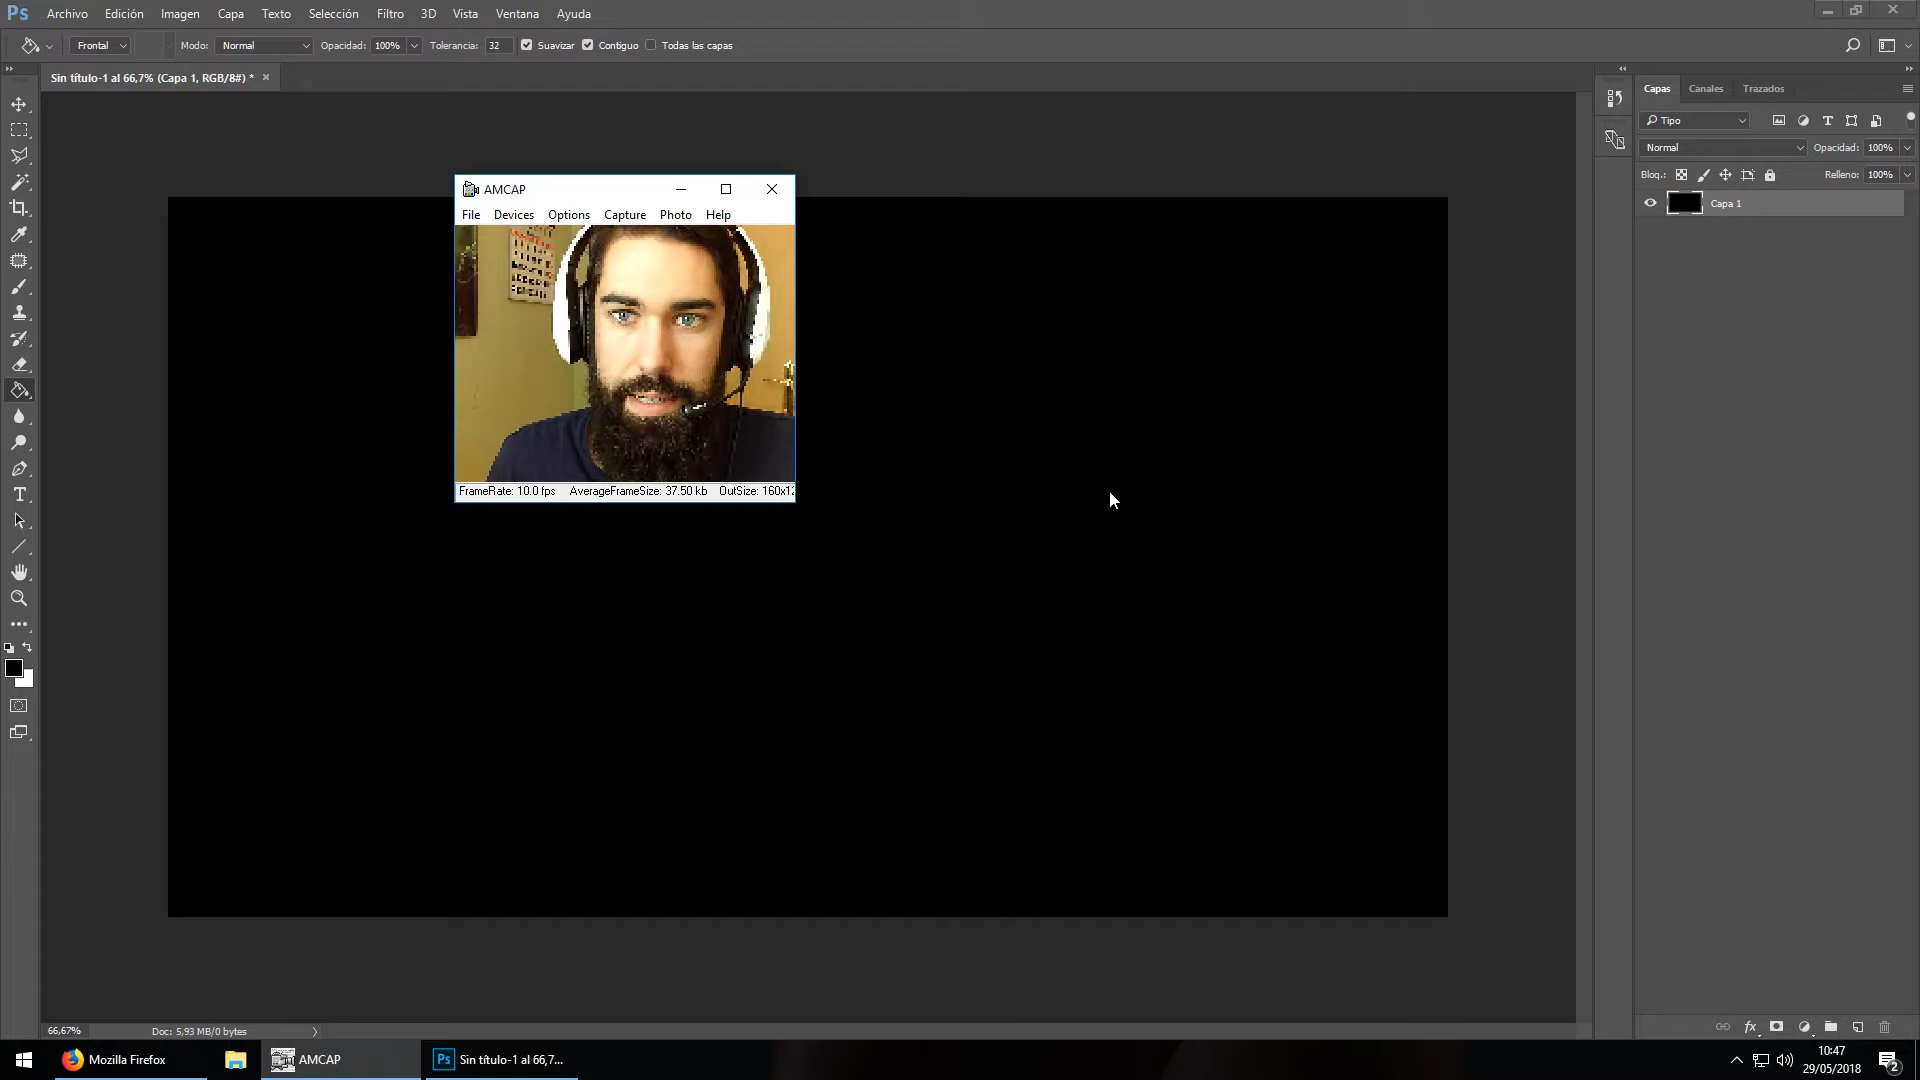 Ps Archivo Edición Imagen Capa Texto Selección Filtro 3D Vista Ventana Ayuda
Frontal Modo: Normal Opacidad: 100% Tolerancia: 32 Suavizar Contiguo Todas las capas
Sin título-1 al 66,7% (Capa 1, RGB/8#) *
Capas Canales Trazados
Tipo
Normal Opacidad: 100%
Bloq.: Relleno: 100%
Capa 1
AMCAP
File Devices Options Capture Photo Help
FrameRate: 10.0 fps AverageFrameSize: 37.50 kb OutSize: 160x12
66,67% Doc: 5,93 MB/0 bytes
Mozilla Firefox AMCAP Ps Sin título-1 al 66,7...
10:47
29/05/2018
2